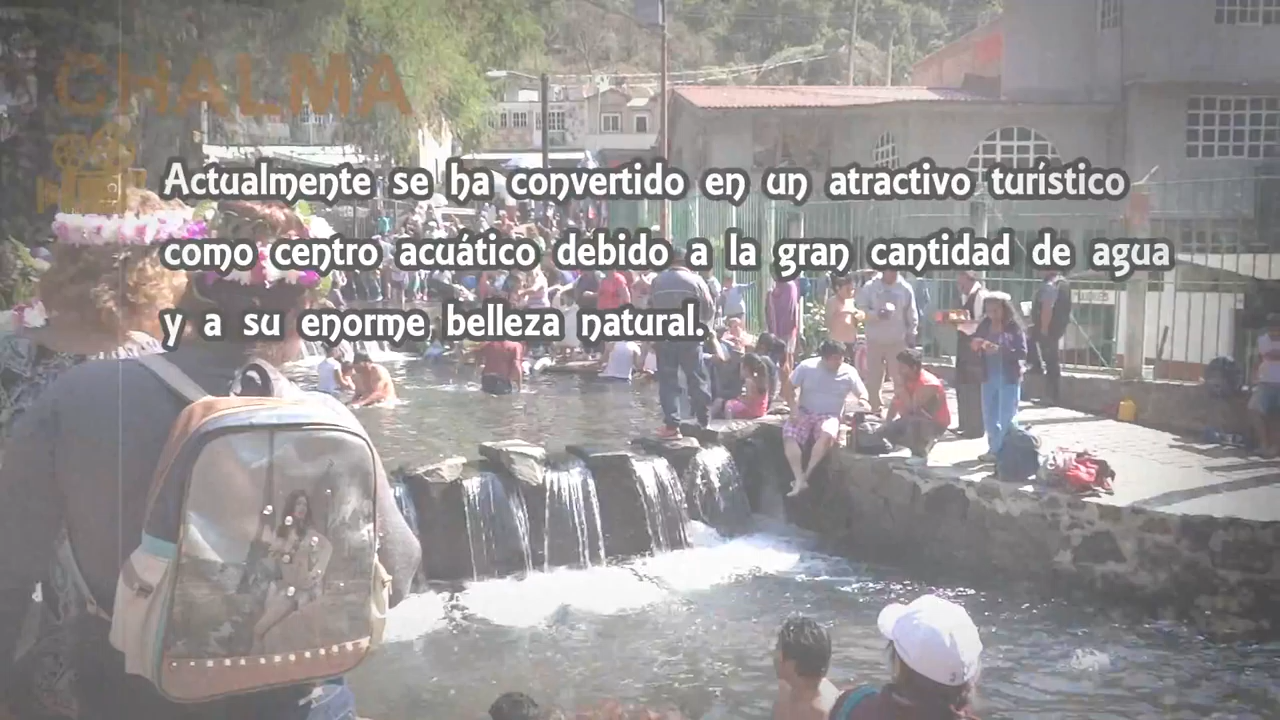 CHALMA
Actualmente se ha convertido en un atractivo turístico
como centro acuático debido a la gran cantidad de agua
y a su enorme belleza natural.